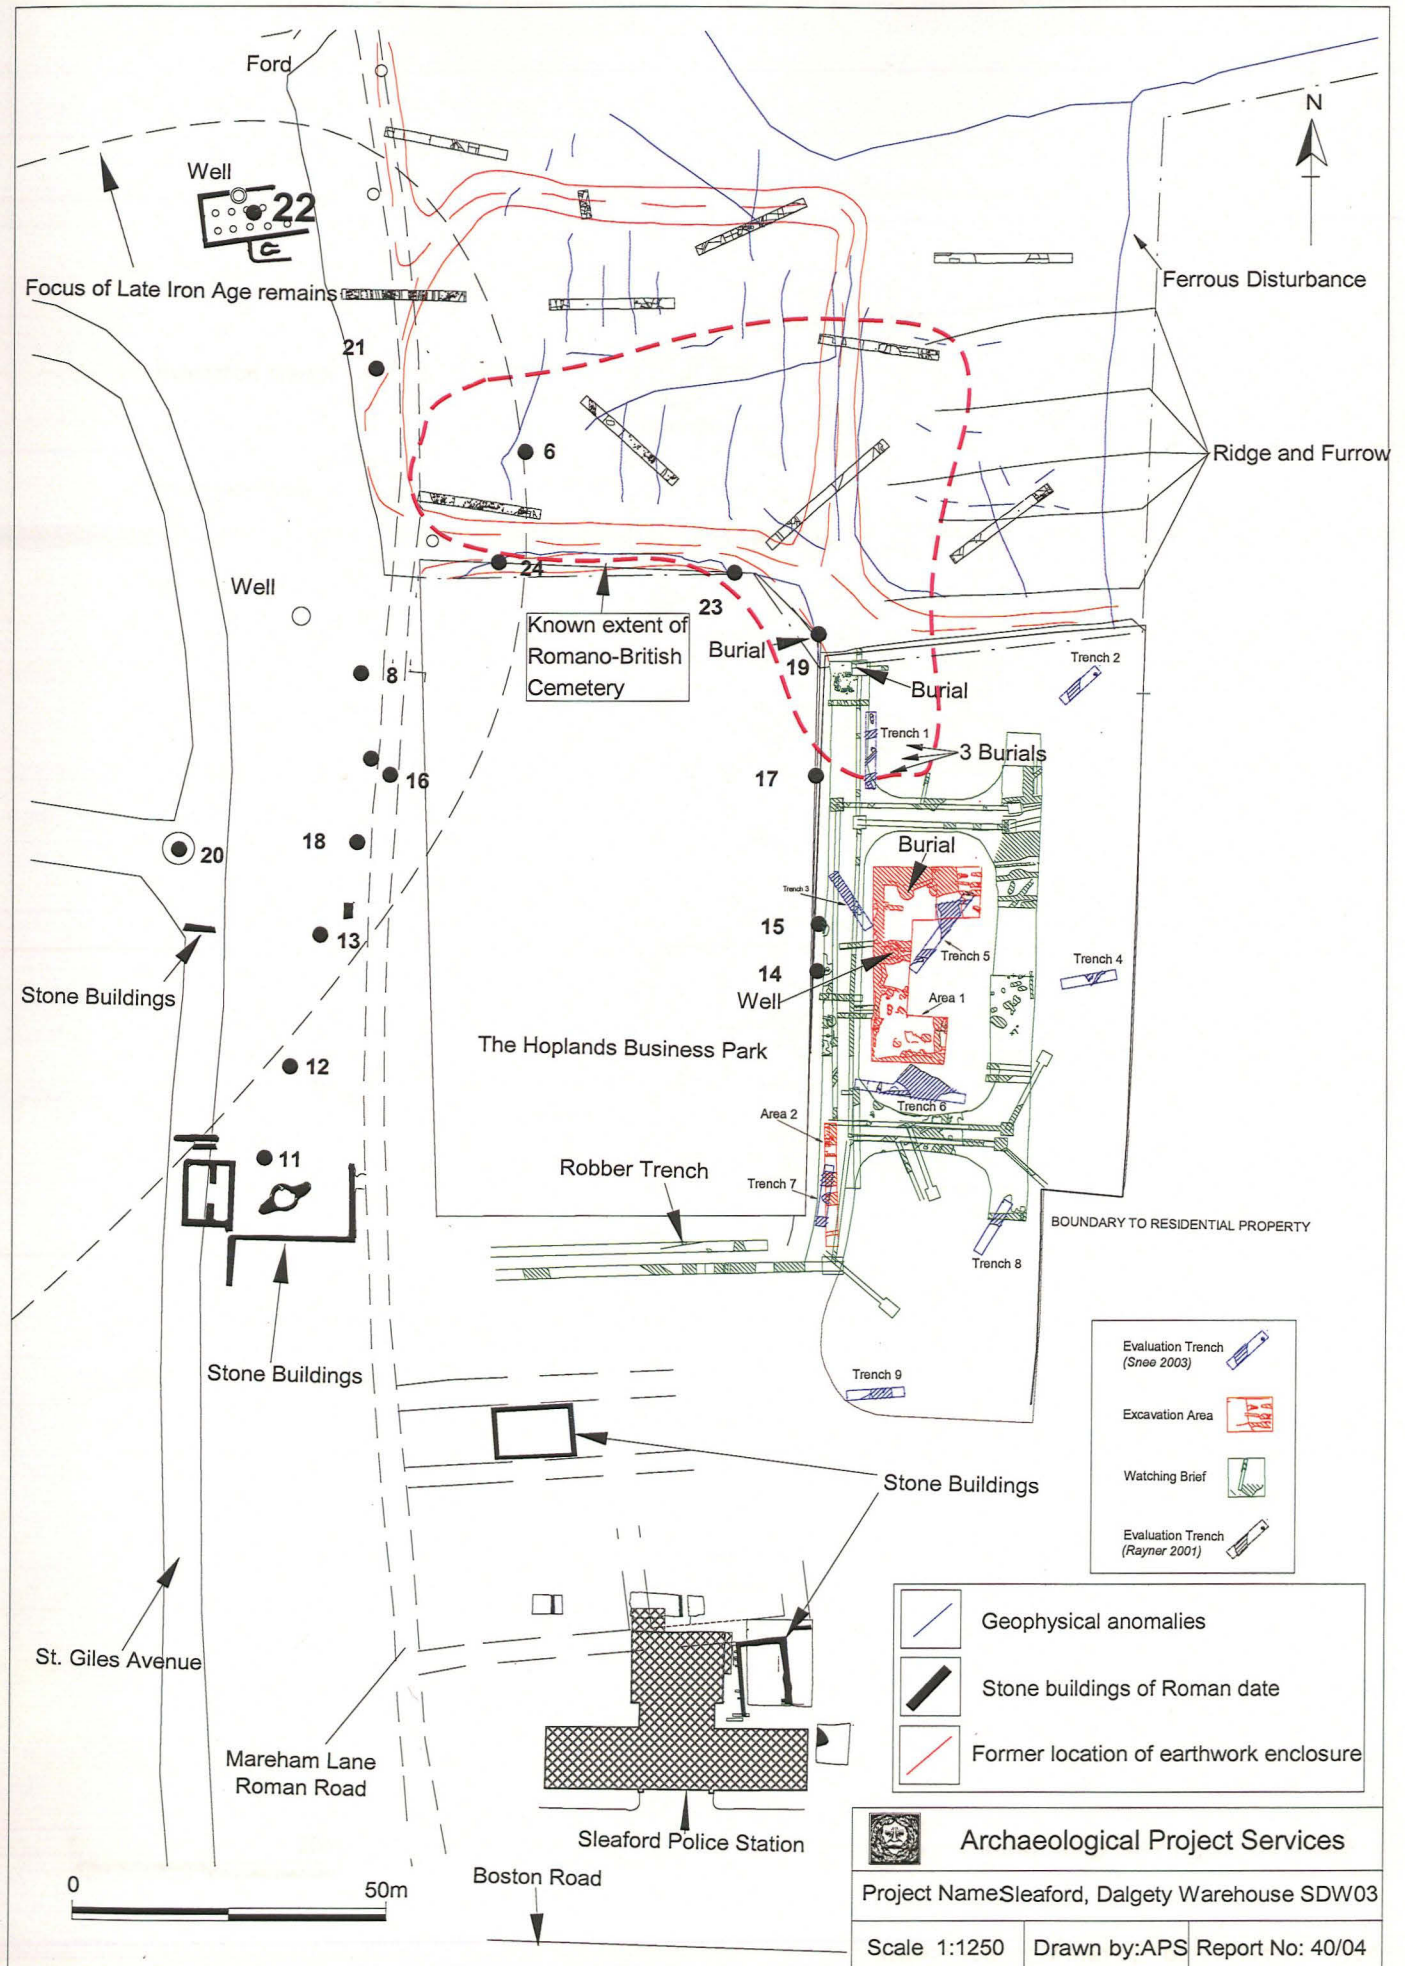 Ford
N
Well
22
Focus of Late Iron Age remains
Ferrous Disturbance
21
6
Ridge and Furrow
24
23
Well
Known extent of
Romano-British
Cemetery
Burial
19
Trench 2
8
Burial
Trench 1
3 Burials
16
17
18
20
Burial
Trench 3
15
13
Trench 5
Trench 4
14
Stone Buildings
Well
Area 1
The Hoplands Business Park
12
Trench 6
Area 2
11
Robber Trench
Trench 7
BOUNDARY TO RESIDENTIAL PROPERTY
Trench 8
Stone Buildings
Trench 9
Evaluation Trench
(Snee 2003)
Excavation Area
Watching Brief
Evaluation Trench
(Rayner 2001)
Stone Buildings
Geophysical anomalies
Stone buildings of Roman date
Former location of earthwork enclosure
St. Giles Avenue
Mareham Lane
Roman Road
Sleaford Police Station
Boston Road
0 50m
Archaeological Project Services
Project Name:Sleaford, Dalgety Warehouse SDW03
Scale 1:1250
Drawn by:APS
Report No: 40/04